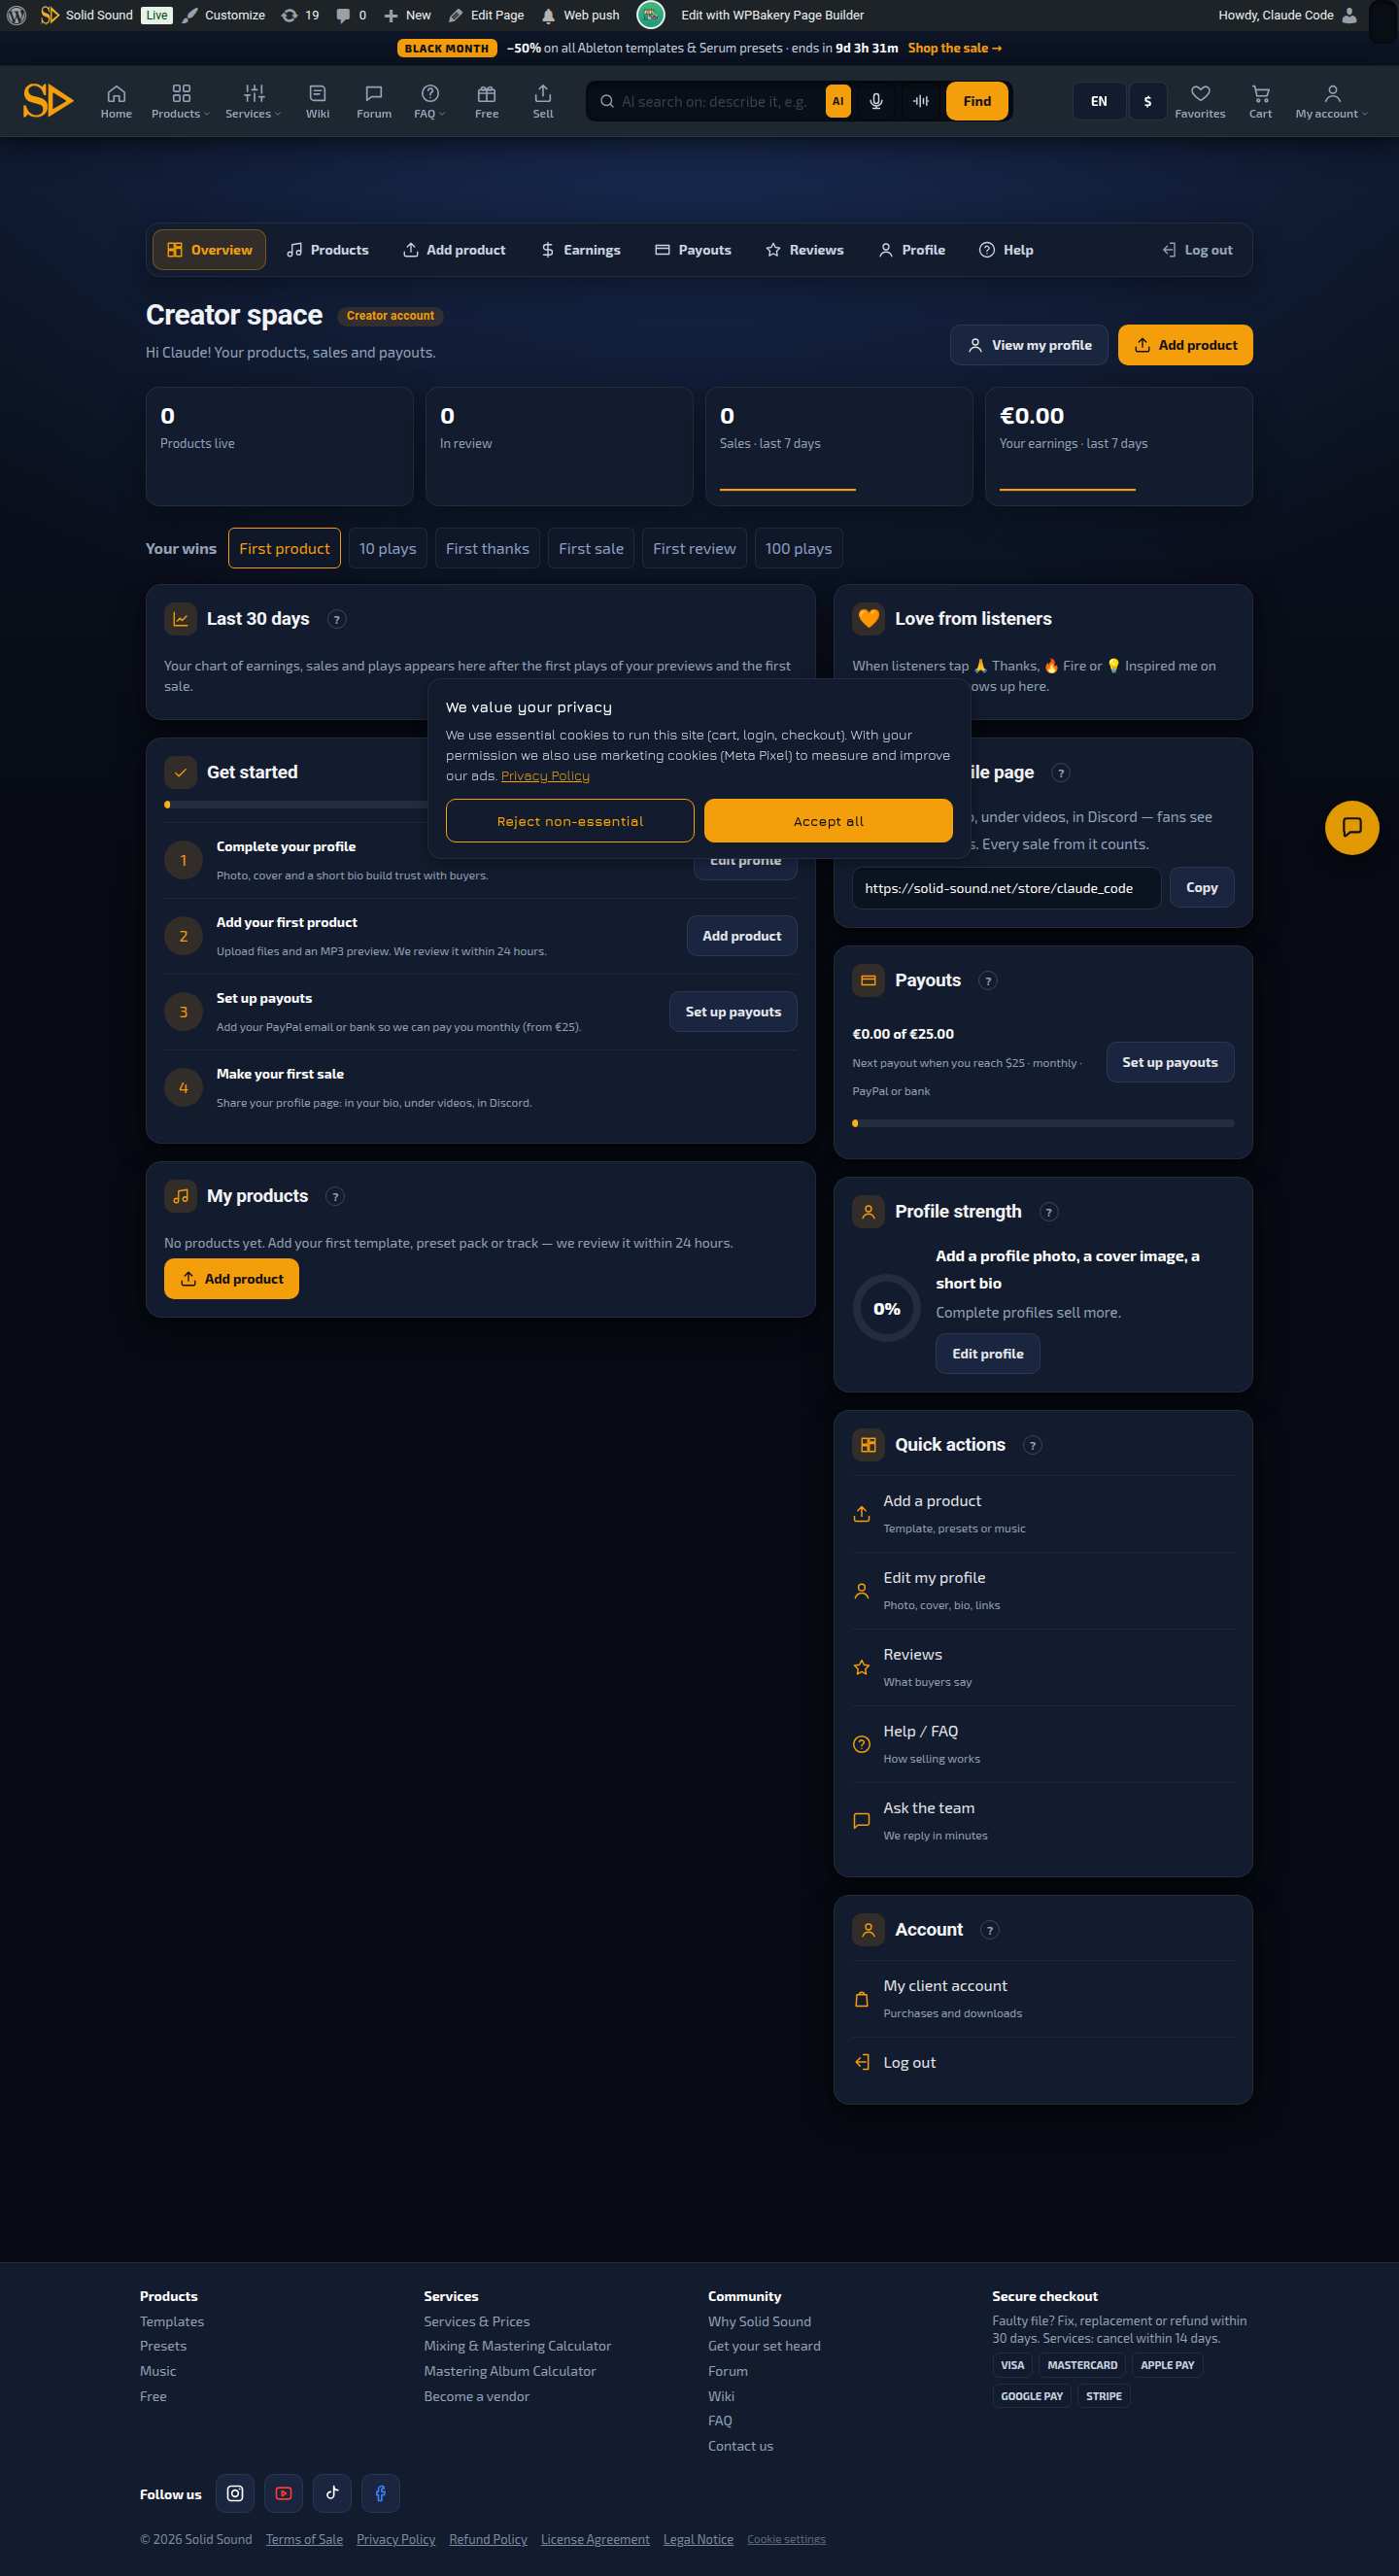 Solid Sound Live Customize 19 0 New Edit Page Web push Edit with WPBakery Page Builder Howdy, Claude Code
BLACK MONTH −50% on all Ableton templates & Serum presets · ends in 9d 3h 31m Shop the sale →
Home Products Services Wiki Forum FAQ Free Sell
AI search on: describe it, e.g. AI Find
EN $ Favorites Cart My account
Overview Products Add product Earnings Payouts Reviews Profile Help Log out
Creator space Creator account
Hi Claude! Your products, sales and payouts.
View my profile Add product
0
Products live
0
In review
0
Sales · last 7 days
€0.00
Your earnings · last 7 days
Your wins First product 10 plays First thanks First sale First review 100 plays
Last 30 days ?
Your chart of earnings, sales and plays appears here after the first plays of your previews and the first
sale.
Love from listeners
When listeners tap 🙏 Thanks, 🔥 Fire or 💡 Inspired me on
ows up here.
We value your privacy
We use essential cookies to run this site (cart, login, checkout). With your
permission we also use marketing cookies (Meta Pixel) to measure and improve
our ads. Privacy Policy
Reject non-essential Accept all
Get started
1 Complete your profile
Photo, cover and a short bio build trust with buyers.
Edit profile
2 Add your first product
Upload files and an MP3 preview. We review it within 24 hours.
Add product
3 Set up payouts
Add your PayPal email or bank so we can pay you monthly (from €25).
Set up payouts
4 Make your first sale
Share your profile page: in your bio, under videos, in Discord.
My products ?
No products yet. Add your first template, preset pack or track — we review it within 24 hours.
Add product
ile page ?
, under videos, in Discord — fans see
s. Every sale from it counts.
https://solid-sound.net/store/claude_code Copy
Payouts ?
€0.00 of €25.00
Next payout when you reach $25 · monthly ·
PayPal or bank
Set up payouts
Profile strength ?
0%
Add a profile photo, a cover image, a
short bio
Complete profiles sell more.
Edit profile
Quick actions ?
Add a product
Template, presets or music
Edit my profile
Photo, cover, bio, links
Reviews
What buyers say
Help / FAQ
How selling works
Ask the team
We reply in minutes
Account ?
My client account
Purchases and downloads
Log out
Products
Templates
Presets
Music
Free
Services
Services & Prices
Mixing & Mastering Calculator
Mastering Album Calculator
Become a vendor
Community
Why Solid Sound
Get your set heard
Forum
Wiki
FAQ
Contact us
Secure checkout
Faulty file? Fix, replacement or refund within
30 days. Services: cancel within 14 days.
VISA MASTERCARD APPLE PAY
GOOGLE PAY STRIPE
Follow us
© 2026 Solid Sound Terms of Sale Privacy Policy Refund Policy License Agreement Legal Notice Cookie settings